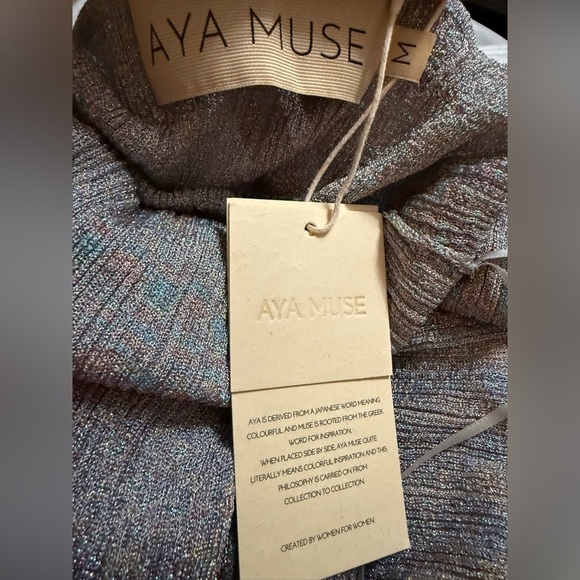 AYA MUSE
M
AYA MUSE
AYA IS DERIVED FROM A JAPANESE WORD MEANING
COLOURFUL AND MUSE IS ROOTED FROM THE GREEK
WORD FOR INSPIRATION.
WHEN PLACED SIDE BY SIDE, AYA MUSE QUITE
LITERALLY MEANS COLORFUL INSPIRATION AND THIS
PHILOSOPHY IS CARRIED ON FROM
COLLECTION TO COLLECTION.
CREATED BY WOMEN FOR WOMEN.